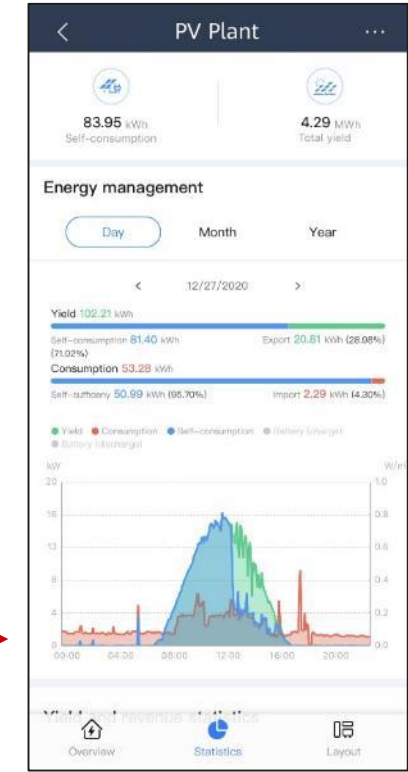 PV Plant
83.95 kWh
Self-consumption
4.29 MWh
Total yield
Energy management
Day Month Year
12/27/2020
Yield 102.21 kWh
Self-consumption 81.40 kWh (71.02%)
Export 20.81 kWh (28.98%)
Consumption 53.28 kWh
50.99 kWh (95.70%)
Import 2.29 kWh (4.30%)
Yield Consumption Self-consumption Battery (charge)
Battery (discharge)
kW W/m
20 1.0
16 0.8
0.6
8 0.4
4 0.2
0 0.0
00:00 04:00 08:00 12:00 16:00 20:00
Yield and revenue statistics
Overview Statistics Layout